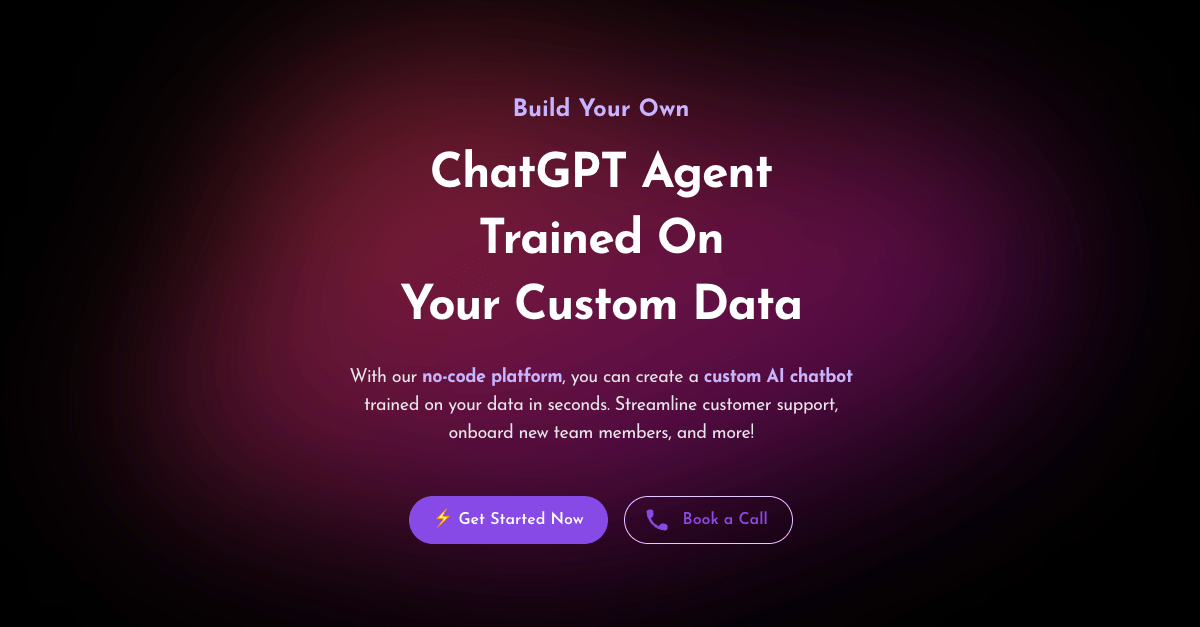 Build Your Own
ChatGPT Agent
Trained On
Your Custom Data
With our no-code platform, you can create a custom AI chatbot
trained on your data in seconds. Streamline customer support,
onboard new team members, and more!
⚡ Get Started Now
Book a Call